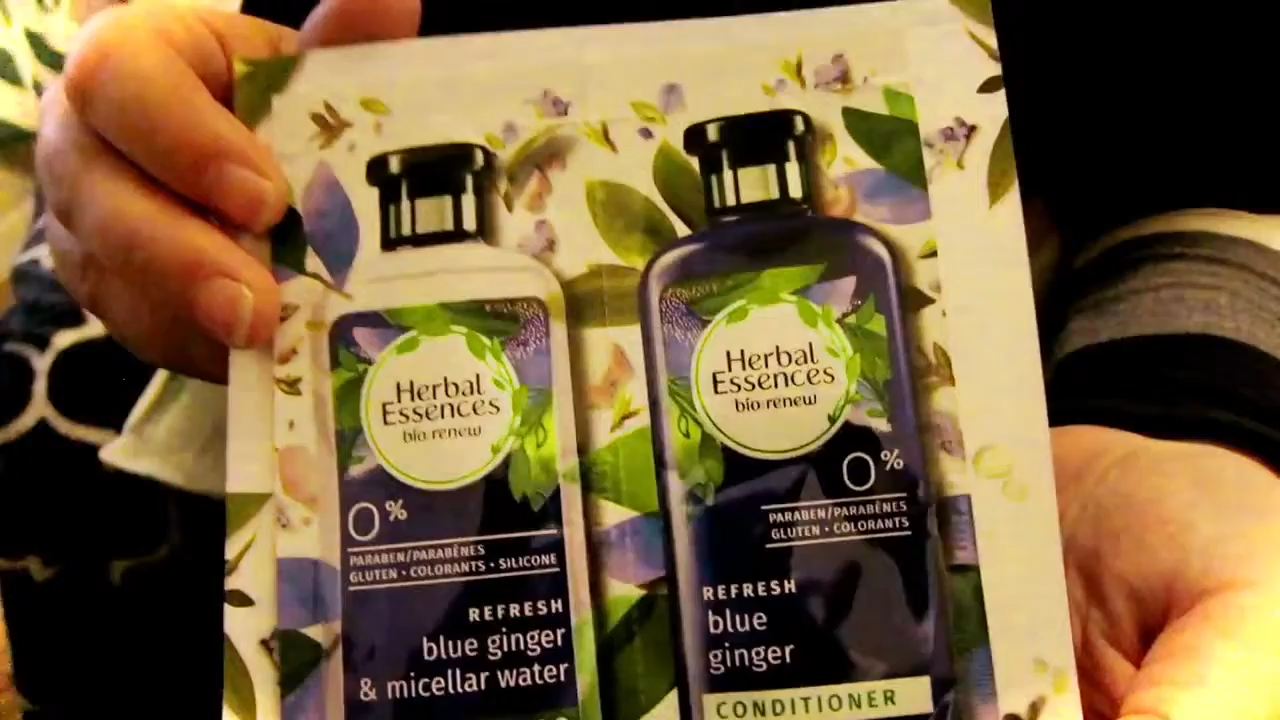 Herbal
Essences
bio:renew
0%
PARABEN/PARABÈNES
GLUTEN • COLORANTS • SILICONE
REFRESH
blue ginger
& micellar water
Herbal
Essences
bio:renew
0%
PARABEN/PARABÈNES
GLUTEN • COLORANTS
REFRESH
blue
ginger
CONDITIONER